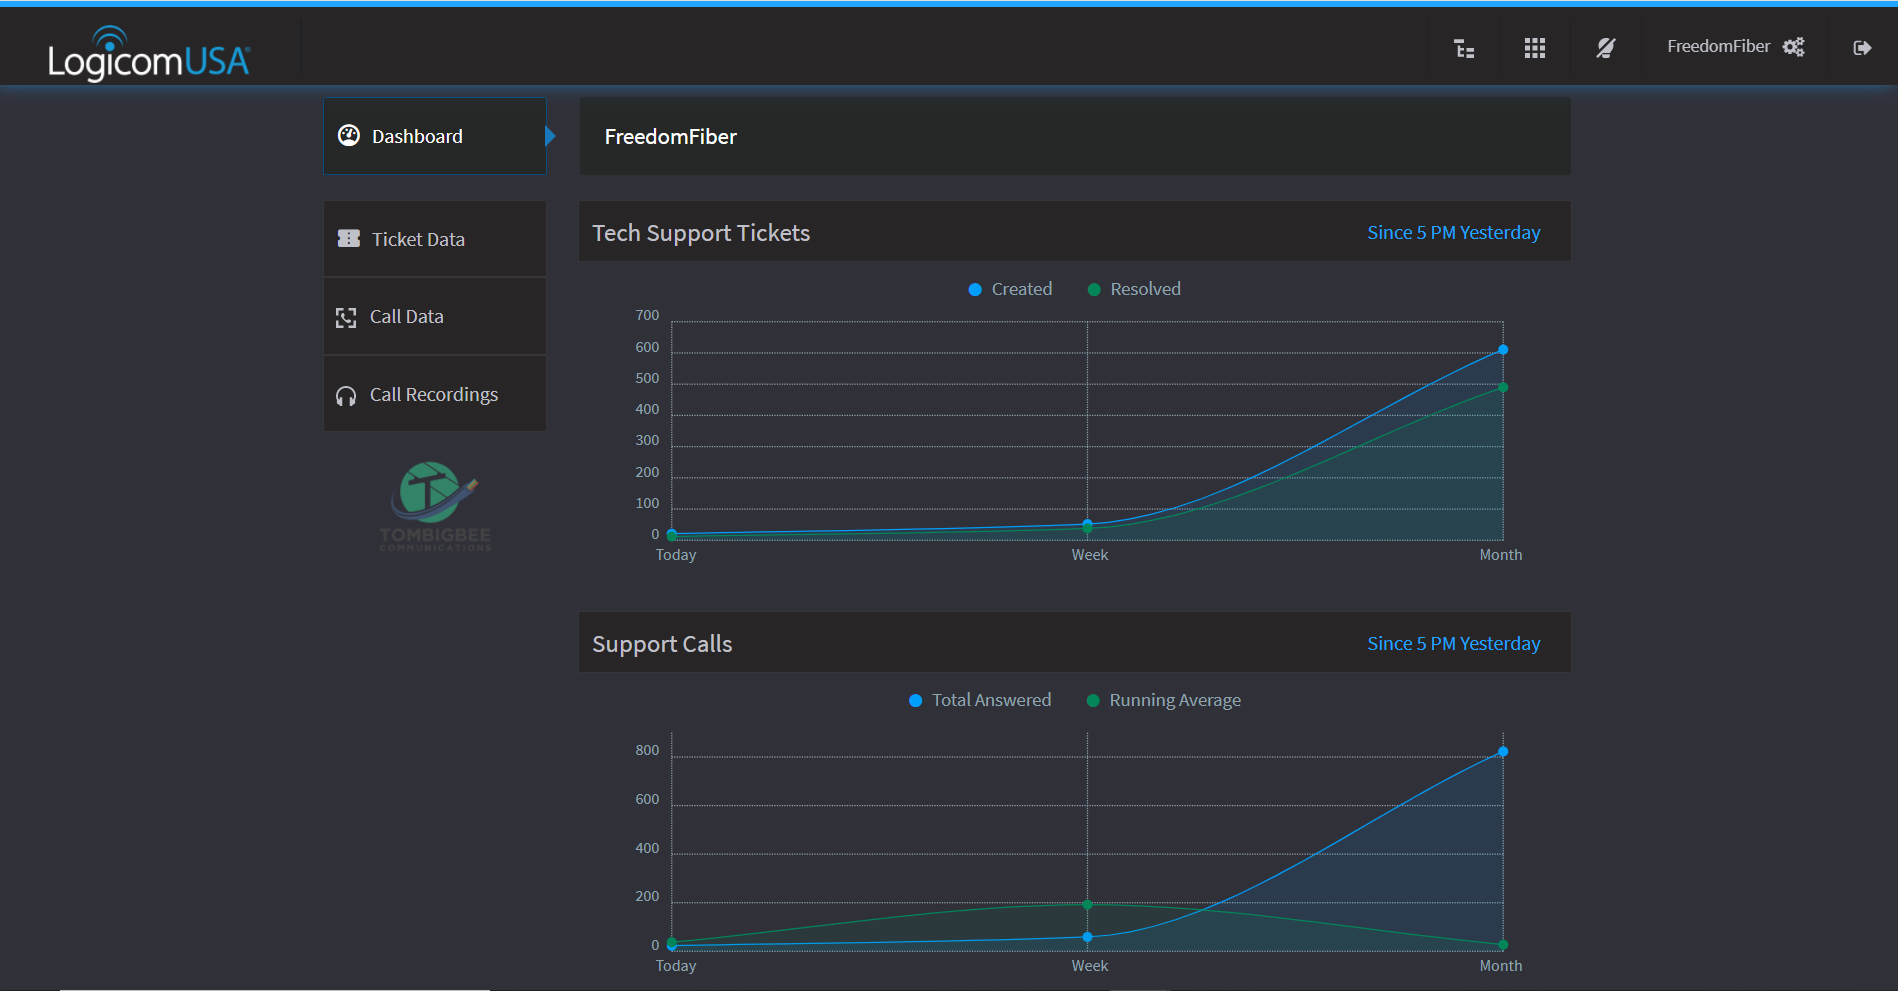 LogicomUSA®
FreedomFiber
Dashboard
FreedomFiber
Ticket Data
Call Data
Call Recordings
TOMBIGBEE
COMMUNICATIONS
Tech Support Tickets
Since 5 PM Yesterday
Created
Resolved
700
600
500
400
300
200
100
0
Today
Week
Month
Support Calls
Since 5 PM Yesterday
Total Answered
Running Average
800
600
400
200
0
Today
Week
Month